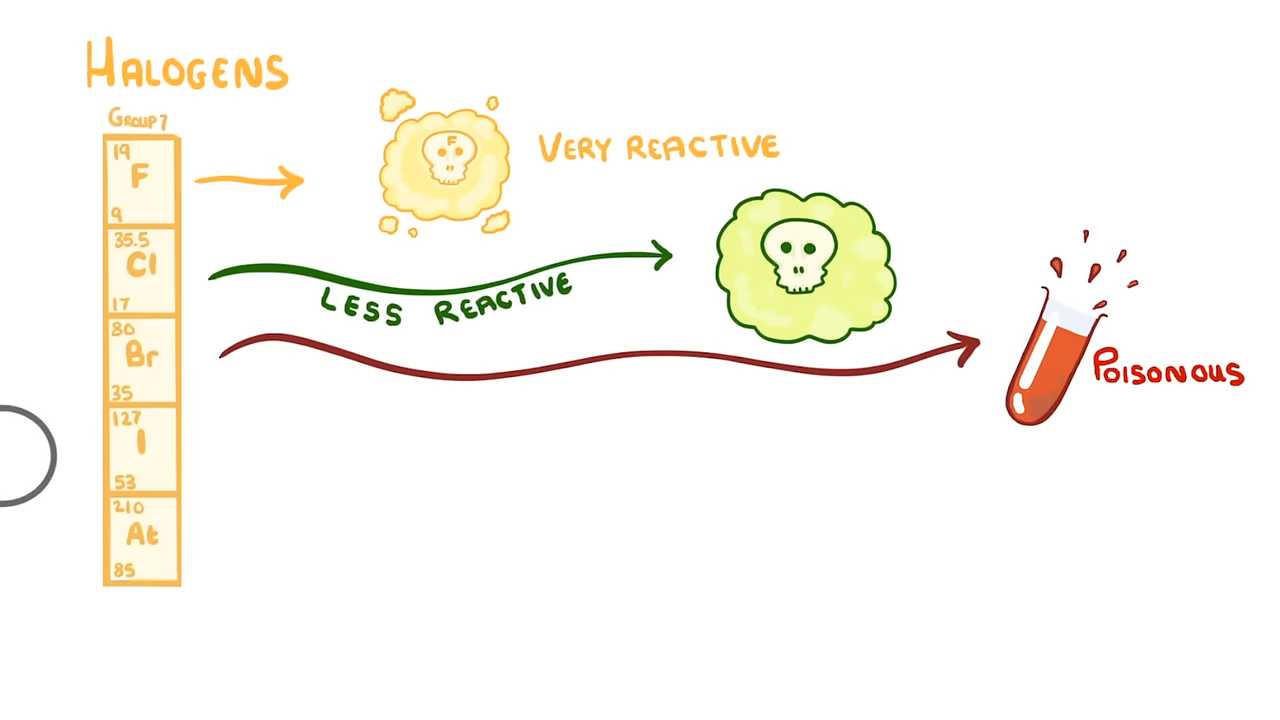 HALOGENS
GROUP 7
19
F
9
VERY REACTIVE
F
35.5
Cl
17
LESS REACTIVE
80
Br
35
POISONOUS
127
I
53
210
At
85